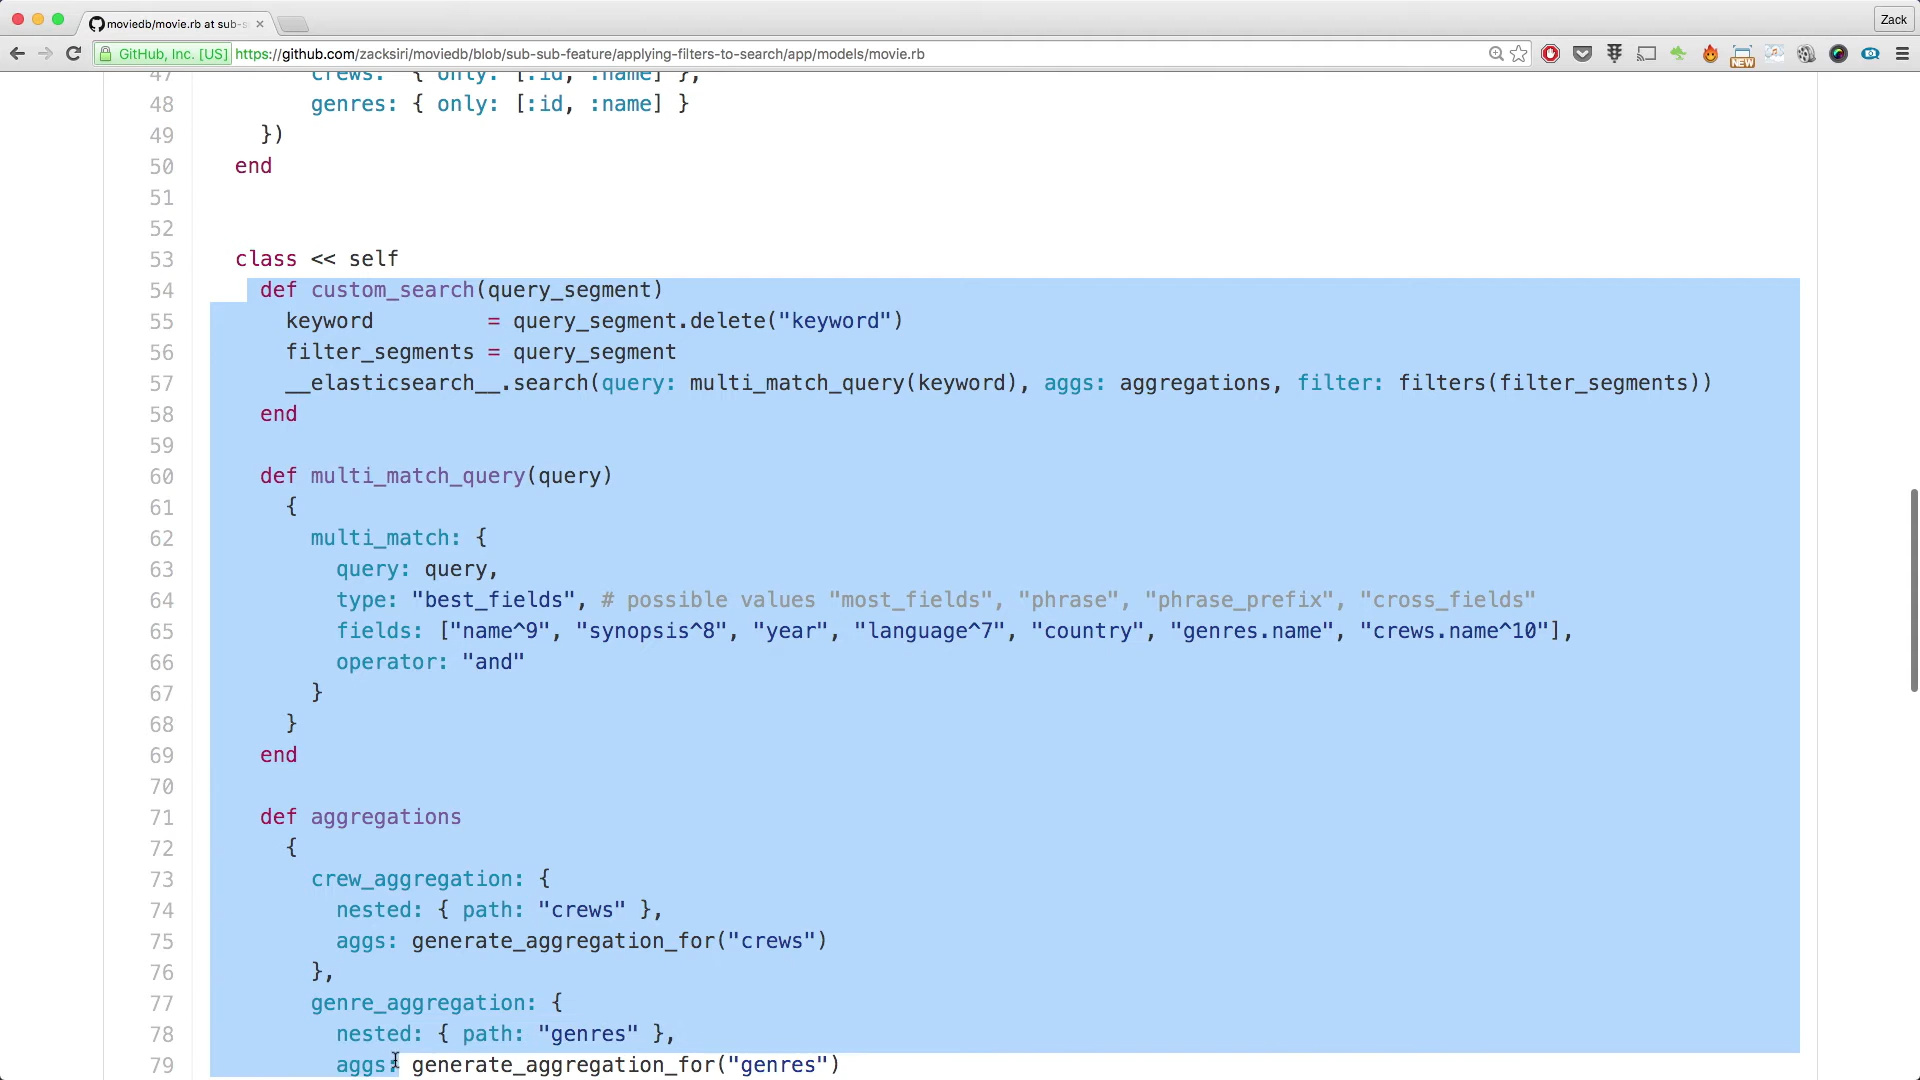 moviedb/movie.rb at sub-s
Zack
GitHub, Inc. [US] https://github.com/zacksiri/moviedb/blob/sub-sub-feature/applying-filters-to-search/app/models/movie.rb
NEW
47 crews: { only: [:id, :name] },
48 genres: { only: [:id, :name] }
49 })
50 end
51
52
53 class << self
54 def custom_search(query_segment)
55 keyword = query_segment.delete("keyword")
56 filter_segments = query_segment
57 __elasticsearch__.search(query: multi_match_query(keyword), aggs: aggregations, filter: filters(filter_segments))
58 end
59
60 def multi_match_query(query)
61 {
62 multi_match: {
63 query: query,
64 type: "best_fields", # possible values "most_fields", "phrase", "phrase_prefix", "cross_fields"
65 fields: ["name^9", "synopsis^8", "year", "language^7", "country", "genres.name", "crews.name^10"],
66 operator: "and"
67 }
68 }
69 end
70
71 def aggregations
72 {
73 crew_aggregation: {
74 nested: { path: "crews" },
75 aggs: generate_aggregation_for("crews")
76 },
77 genre_aggregation: {
78 nested: { path: "genres" },
79 aggs: generate_aggregation_for("genres")